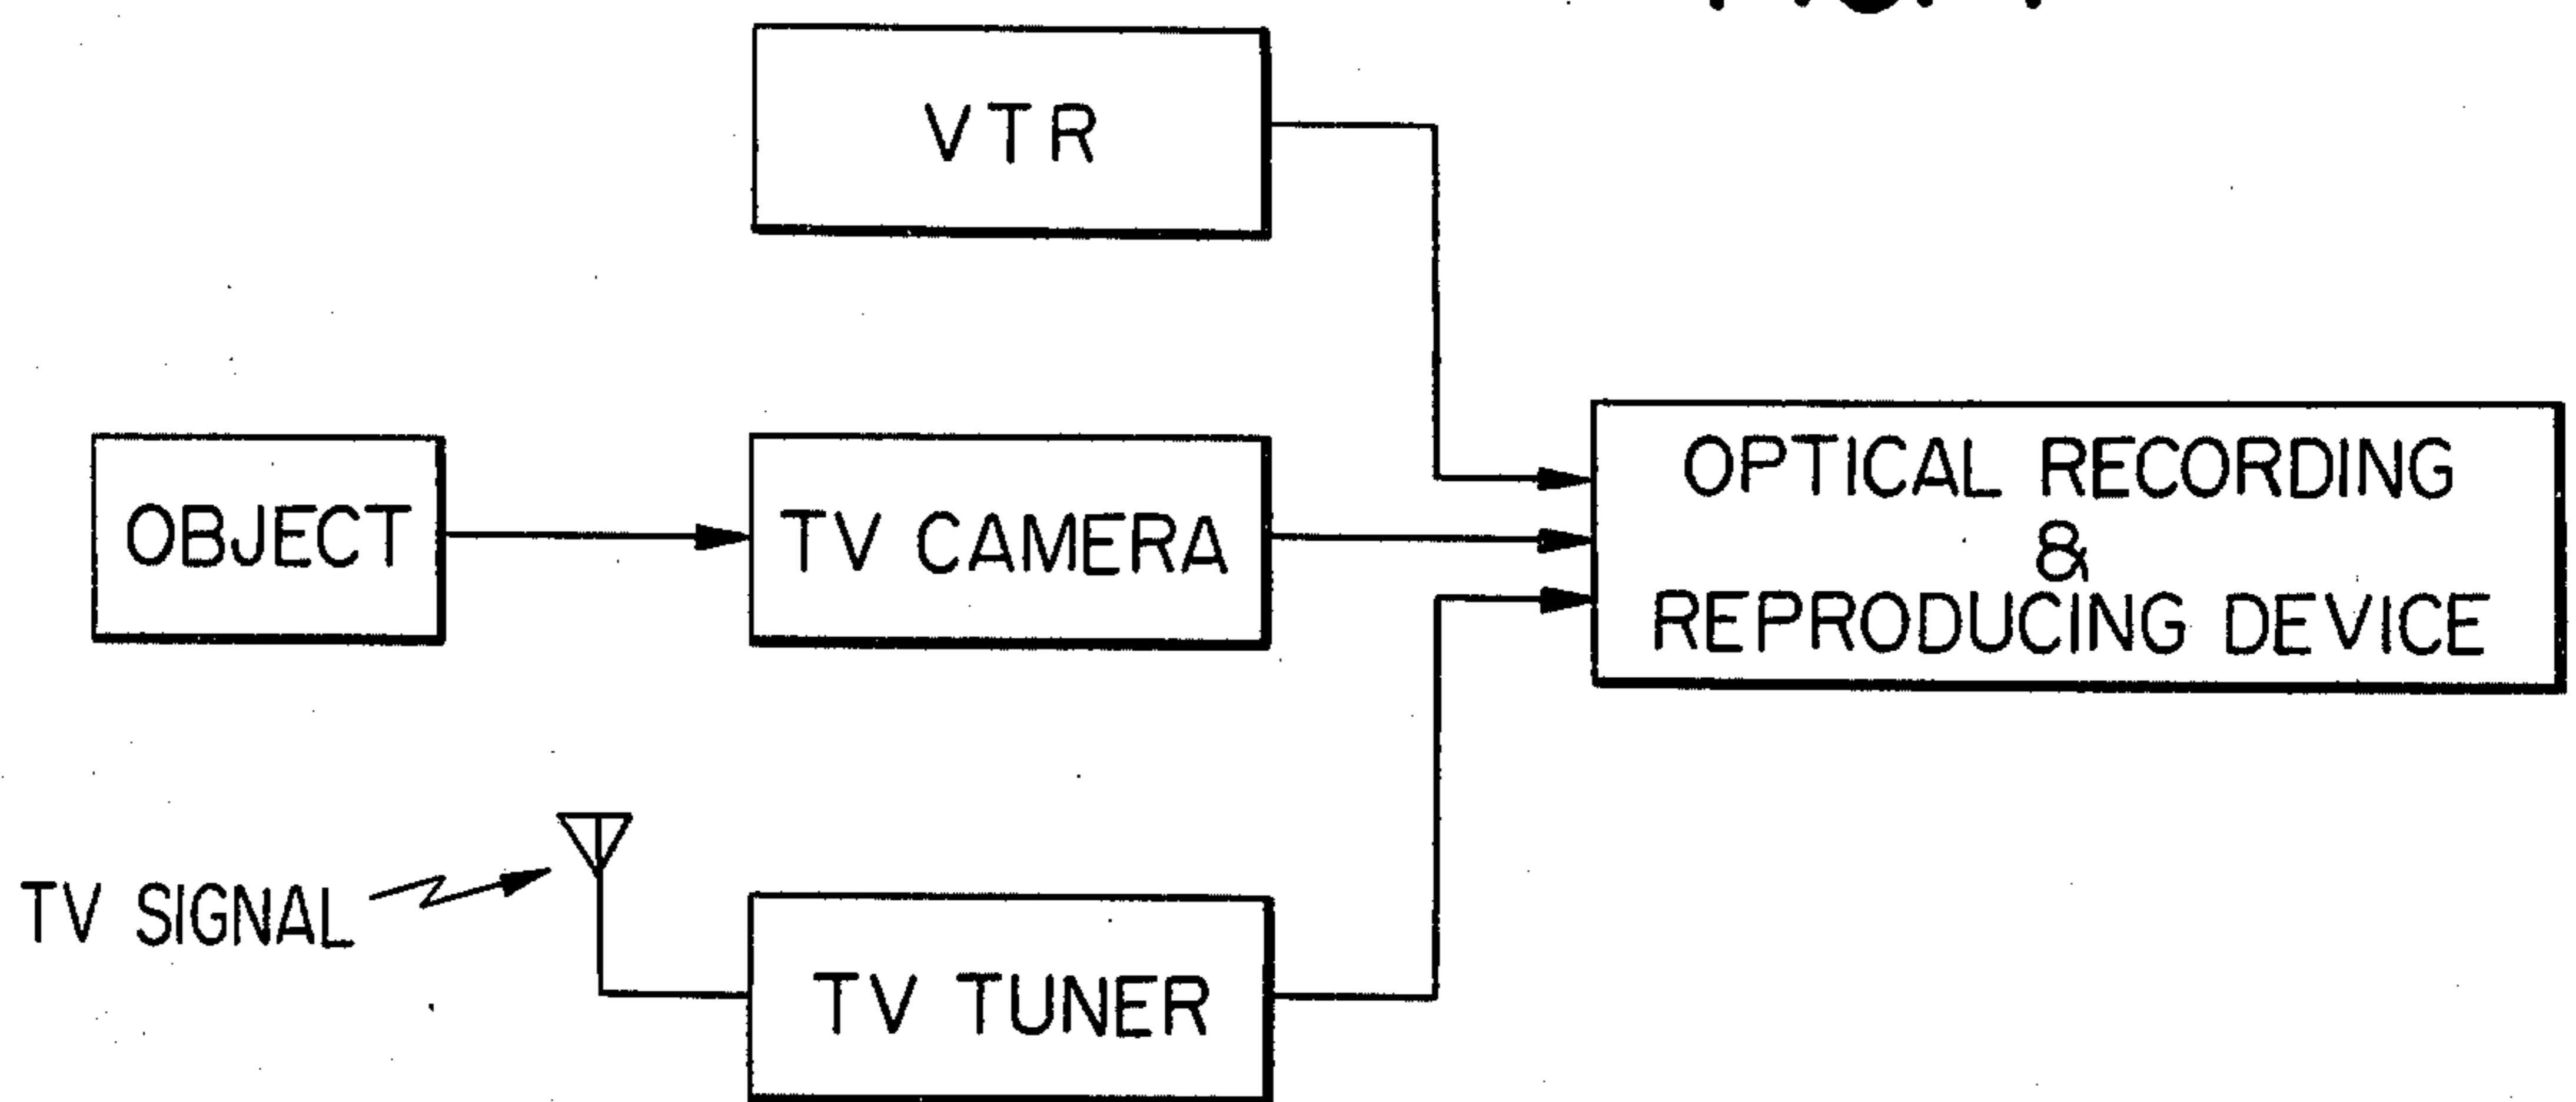 VTR
OBJECT
TV CAMERA
OPTICAL RECORDING
&
REPRODUCING DEVICE
TV SIGNAL
TV TUNER